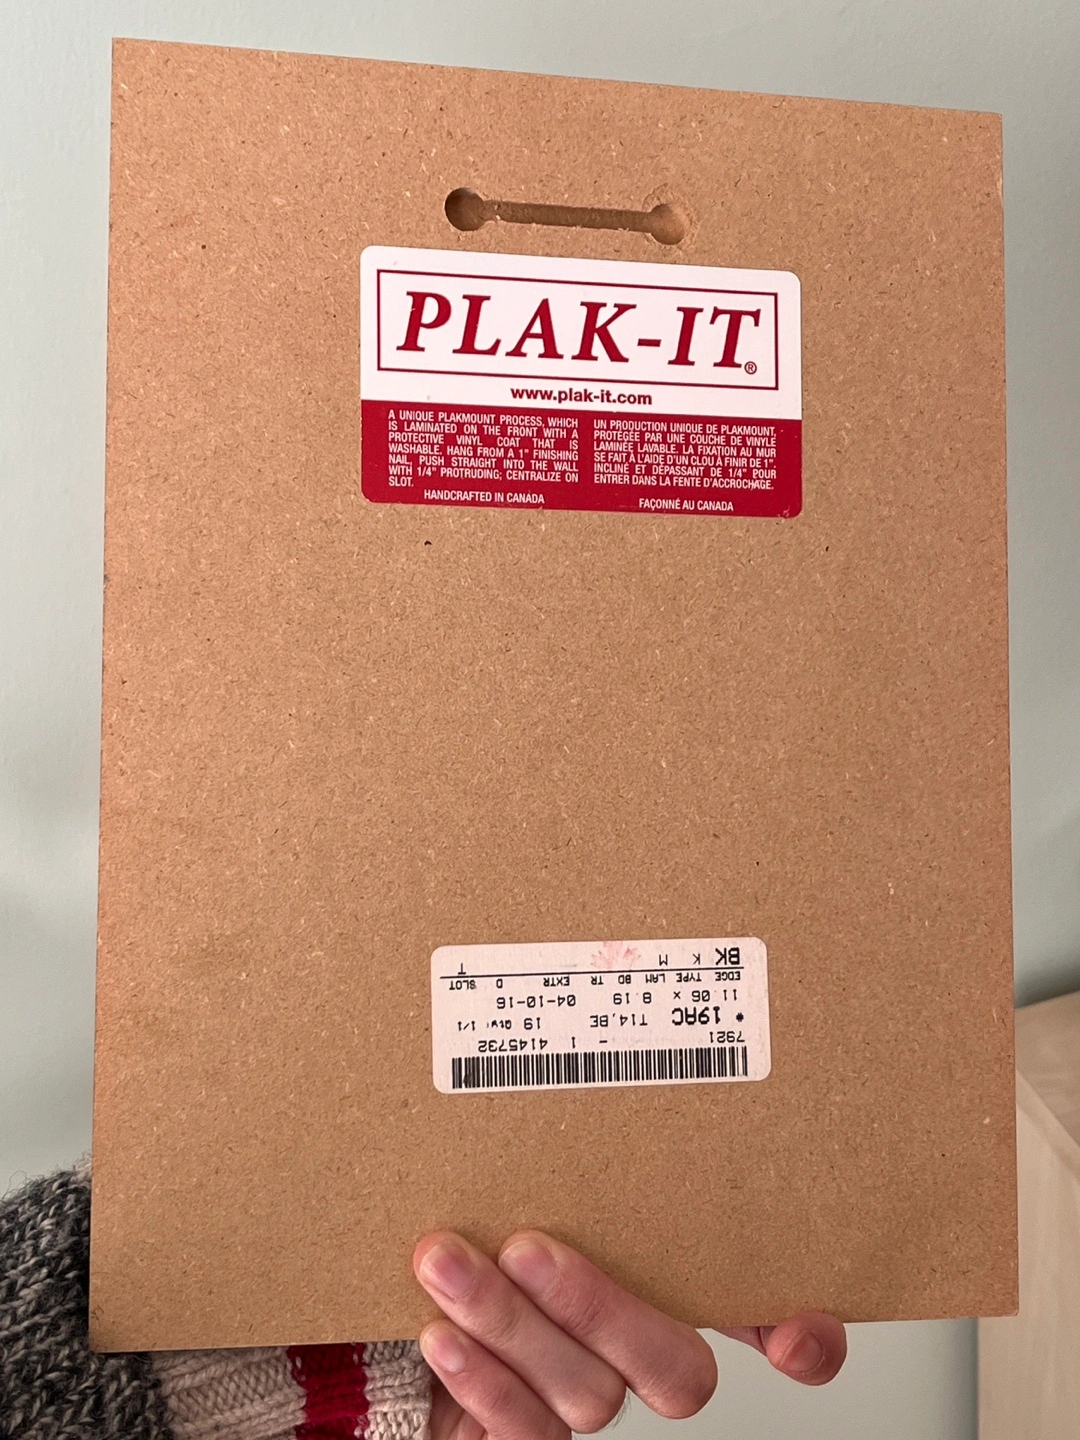 PLAK-IT®
www.plak-it.com
A UNIQUE PLAKMOUNT PROCESS, WHICH
IS LAMINATED ON THE FRONT WITH A
PROTECTIVE VINYL COAT THAT IS
WASHABLE. HANG FROM A 1" FINISHING
NAIL, PUSH STRAIGHT INTO THE WALL
WITH 1/4" PROTRUDING; CENTRALIZE ON
SLOT.
HANDCRAFTED IN CANADA
UN PRODUCTION UNIQUE DE PLAKMOUNT,
PROTÉGÉE PAR UNE COUCHE DE VINYLE
LAMINÉE LAVABLE. LA FIXATION AU MUR
SE FAIT À L'AIDE D'UN CLOU À FINIR DE 1",
INCLINÉ ET DÉPASSANT DE 1/4" POUR
ENTRER DANS LA FENTE D'ACCROCHAGE.
FAÇONNÉ AU CANADA
7921 - 1 4145732
* 19AC T14,BE 19 Qty: 1/1
11.06 x 8.19 04-10-16
EDGE TYPE LAM BD TR EXTR D SLOT
BK K M T